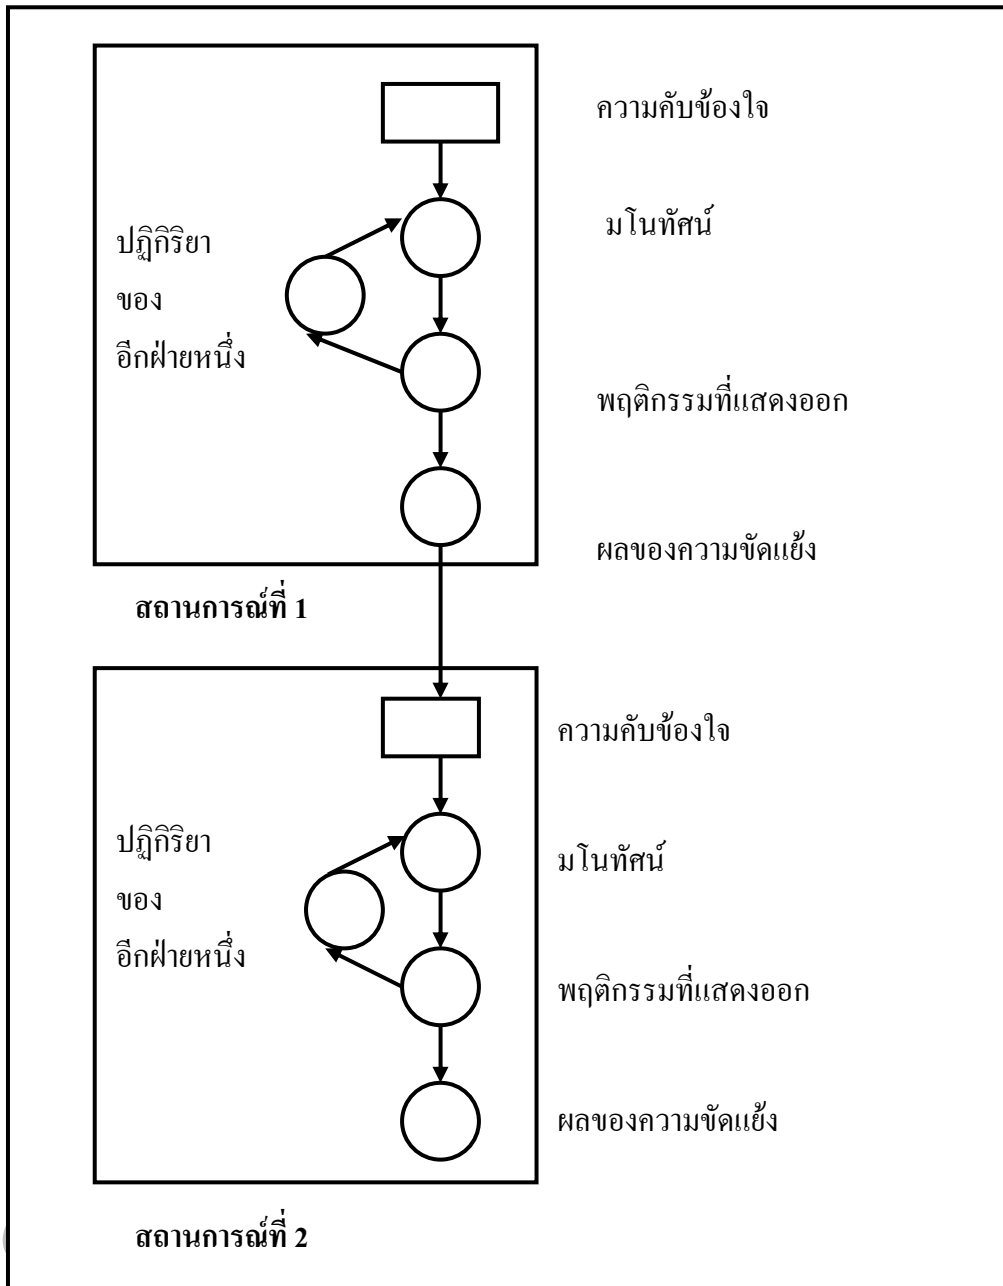 ความคับข้องใจ
มโนทัศน์
ปฏิกิริยา
ของ
อีกฝ่ายหนึ่ง
พฤติกรรมที่แสดงออก
ผลของความขัดแย้ง
สถานการณ์ที่ 1
ความคับข้องใจ
ปฏิกิริยา
มโนทัศน์
ของ
อีกฝ่ายหนึ่ง
พฤติกรรมที่แสดงออก
ผลของความขัดแย้ง
สถานการณ์ที่ 2